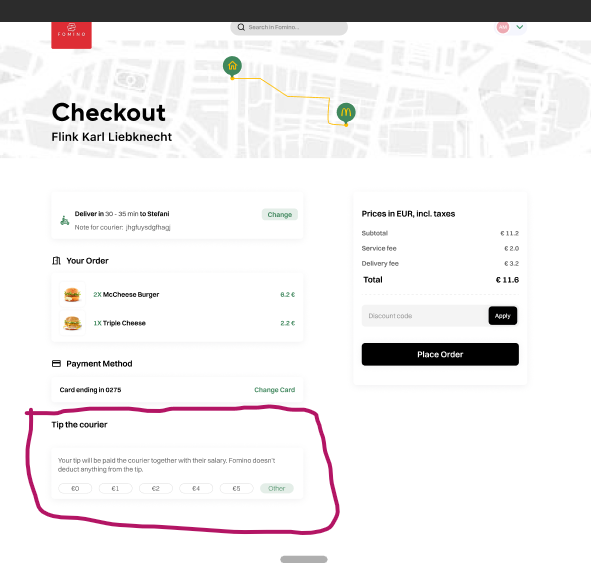 FOMINO
Search in Fomino...
AM
Checkout
Flink Karl Liebknecht
Deliver in 30 - 35 min to Stefani
Change
Note for courier: jhgfuysdgfhagj
Your Order
2X McCheese Burger
6.2 €
1X Triple Cheese
2.2 €
Payment Method
Card ending in 0275
Change Card
Tip the courier
Your tip will be paid the courier together with their salary. Fomino doesn't
deduct anything from the tip.
€0 €1 €2 €4 €5 Other
Prices in EUR, incl. taxes
Subtotal € 11.2
Service fee € 2.0
Delivery fee € 3.2
Total € 11.6
Discount code
Apply
Place Order